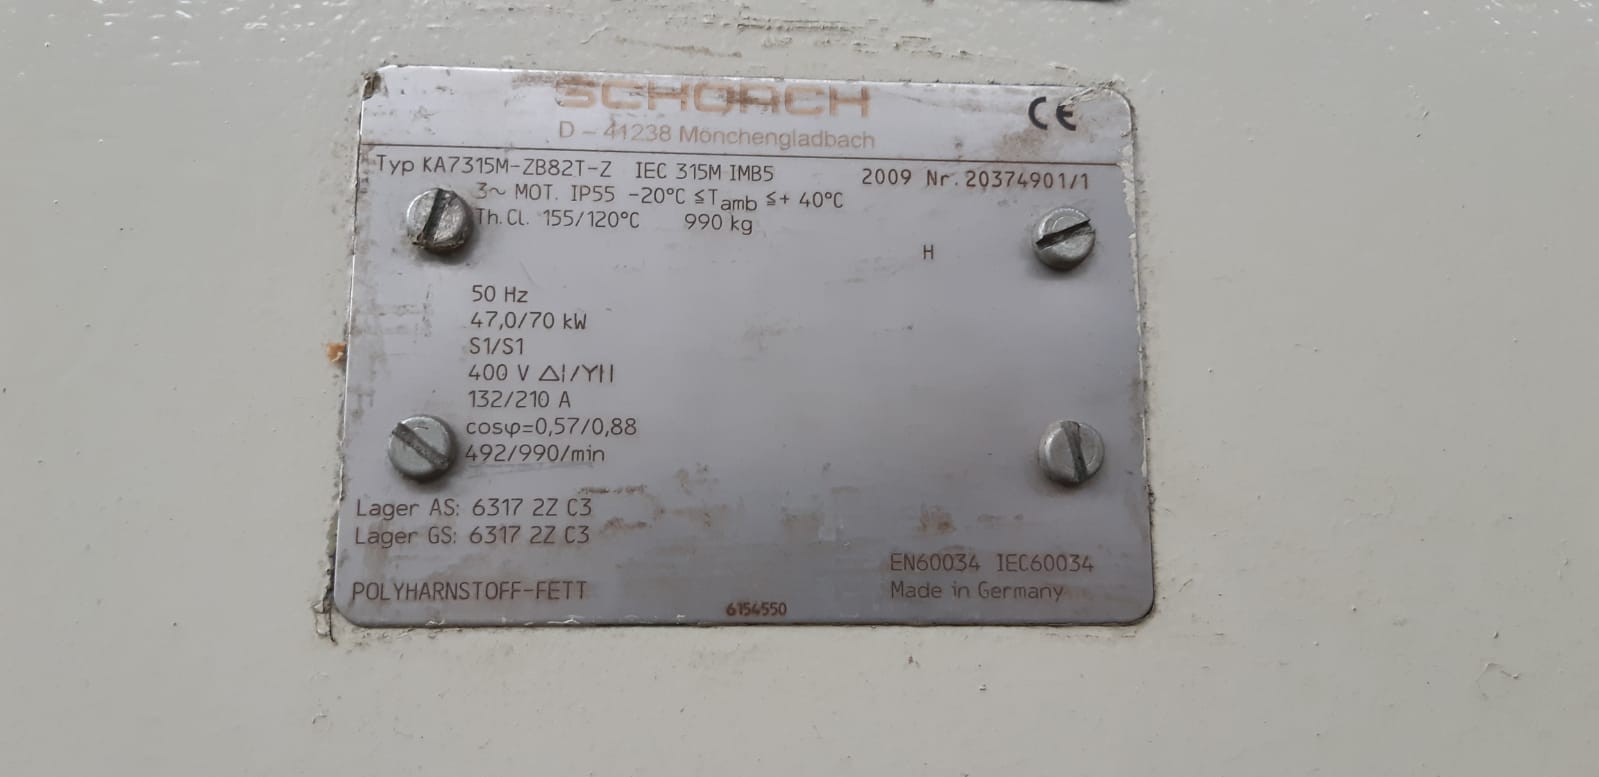 SCHORCH
CE
D - 41238 Mönchengladbach
Typ KA7315M-ZB82T-Z IEC 315M IMB5 2009 Nr. 20374901/1
3~ MOT. IP55 -20°C ≦Tamb ≦+ 40°C
Th.Cl. 155/120°C 990 kg
H
50 Hz
47,0/70 kW
S1/S1
400 V △|/Y||
132/210 A
cosφ=0,57/0,88
492/990/min
Lager AS: 6317 2Z C3
Lager GS: 6317 2Z C3
EN60034 IEC60034
POLYHARNSTOFF-FETT
Made in Germany
6154550